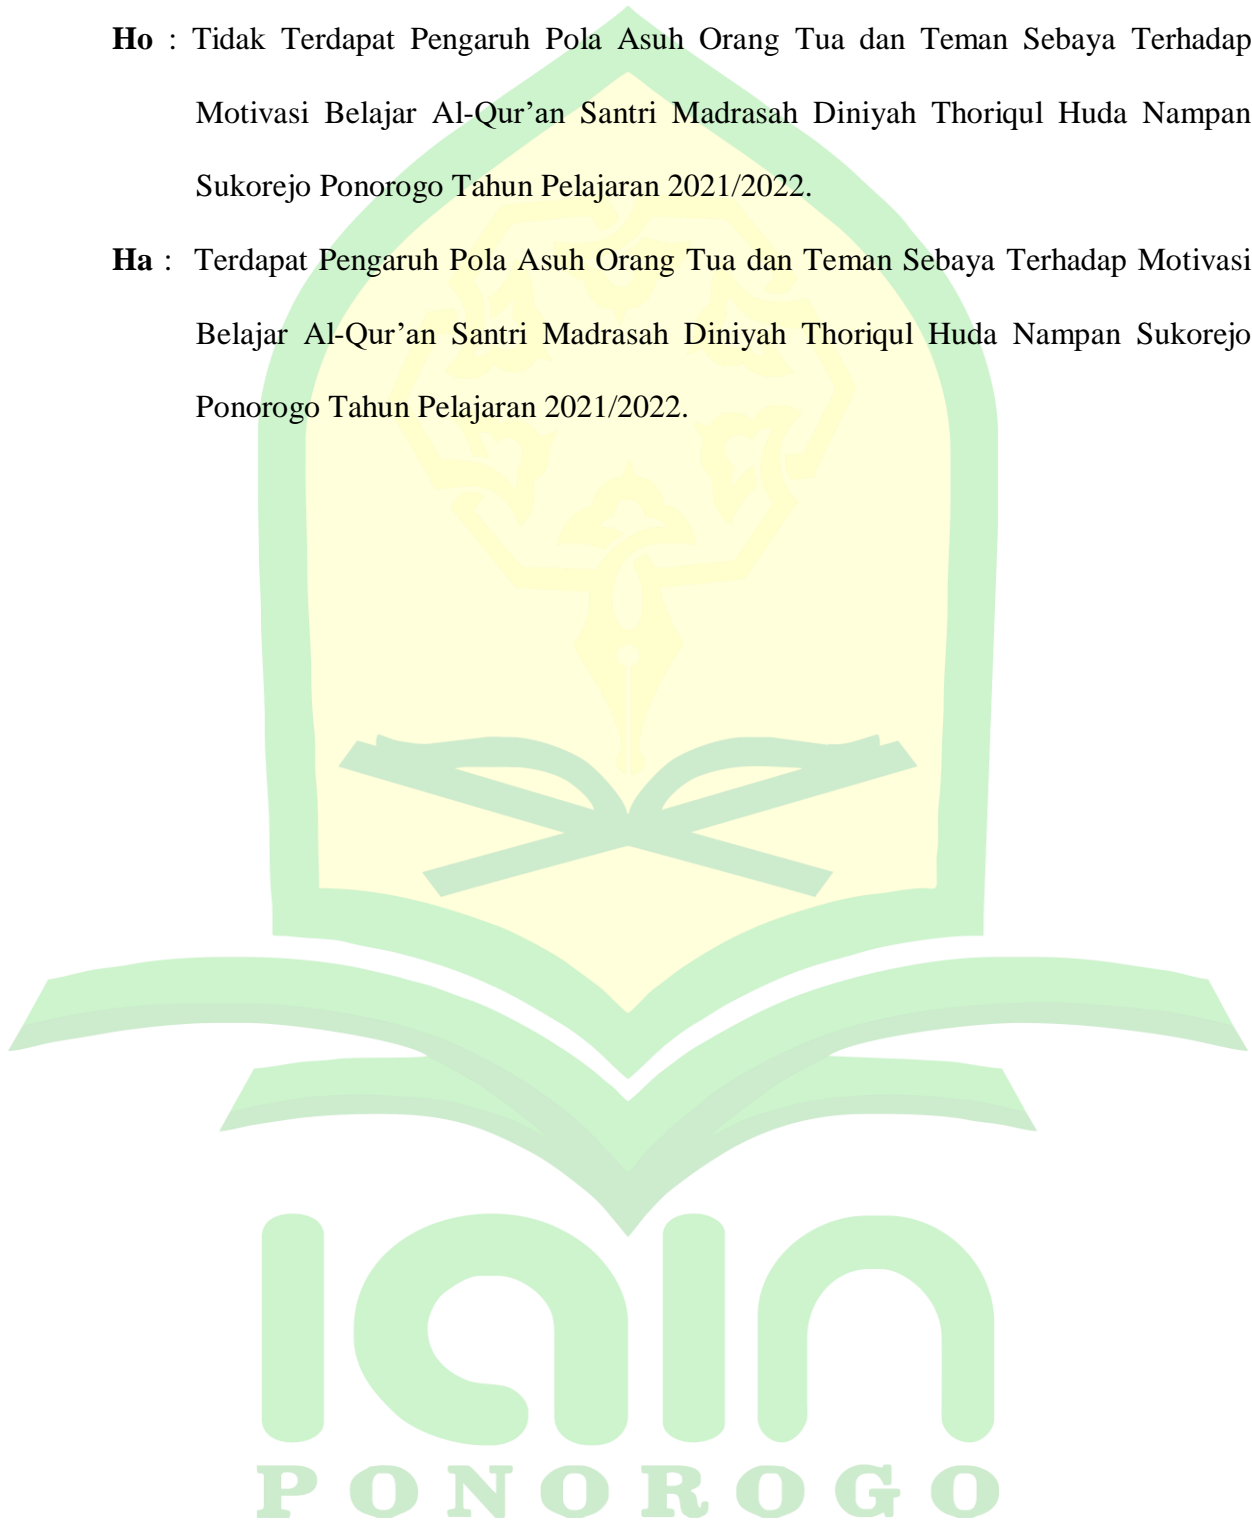 Ho : Tidak Terdapat Pengaruh Pola Asuh Orang Tua dan Teman Sebaya Terhadap
Motivasi Belajar Al-Qur’an Santri Madrasah Diniyah Thoriqul Huda Nampan
Sukorejo Ponorogo Tahun Pelajaran 2021/2022.
Ha : Terdapat Pengaruh Pola Asuh Orang Tua dan Teman Sebaya Terhadap Motivasi
Belajar Al-Qur’an Santri Madrasah Diniyah Thoriqul Huda Nampan Sukorejo
Ponorogo Tahun Pelajaran 2021/2022.
iain
PONOROGO